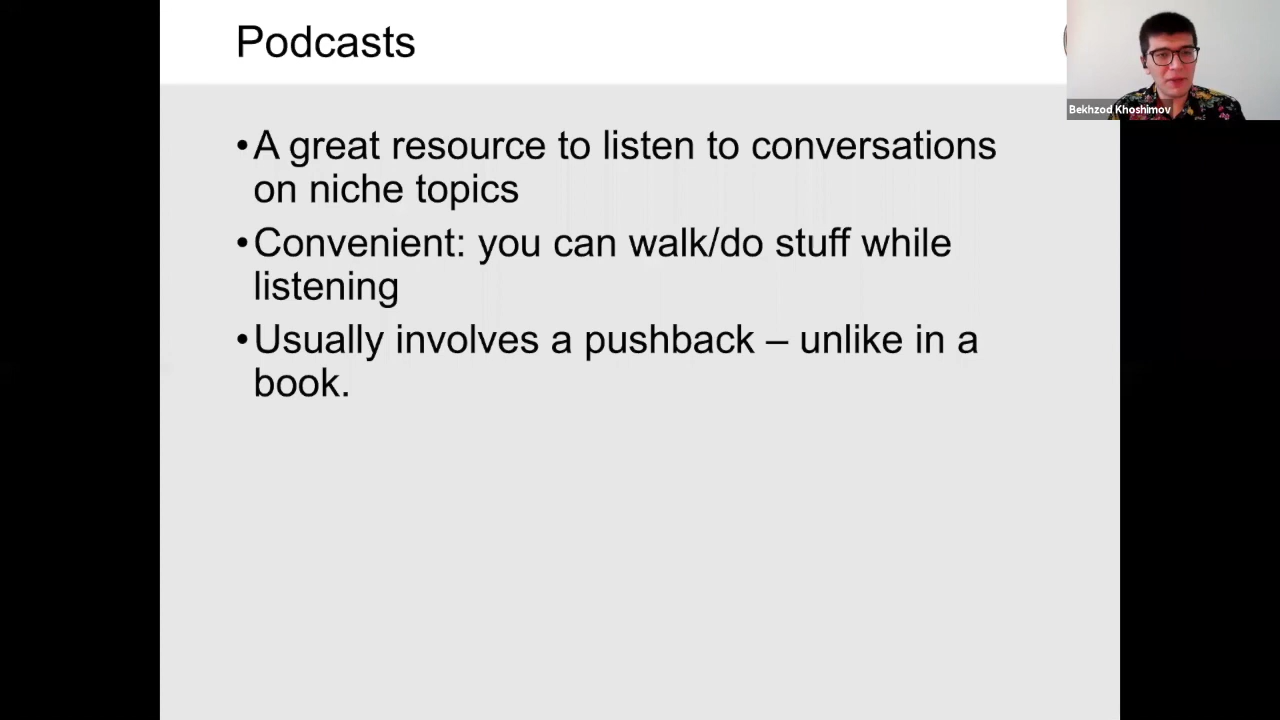 Podcasts
Bekhzod Khoshimov
•A great resource to listen to conversations
on niche topics
•Convenient: you can walk/do stuff while
listening
•Usually involves a pushback – unlike in a
book.